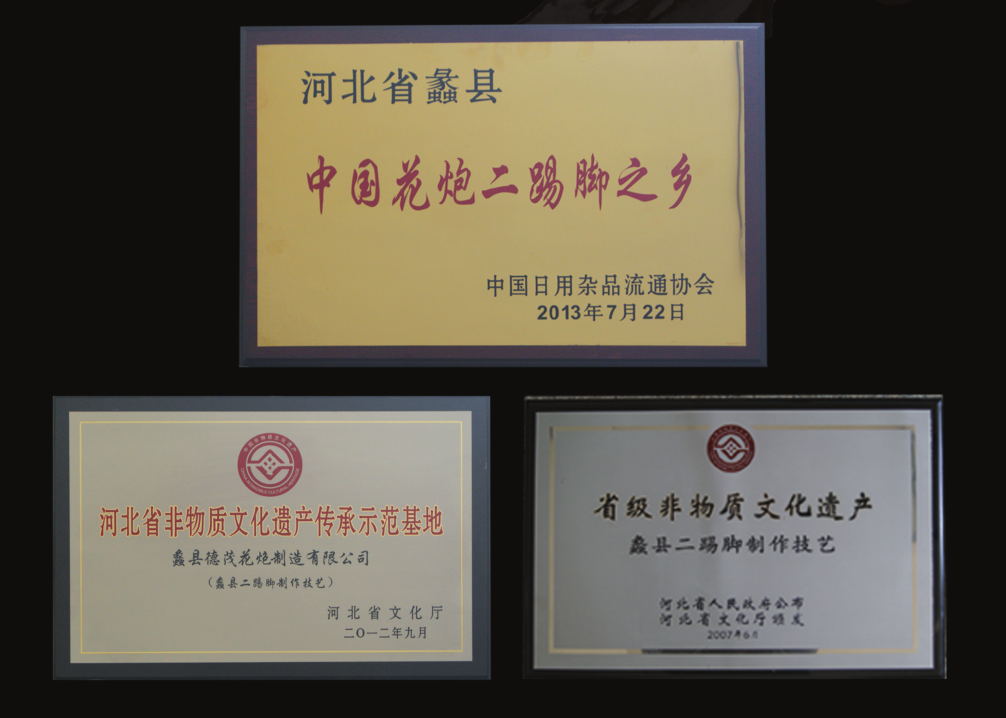 河北省蠡县
中国花炮二踢脚之乡
中国日用杂品流通协会
2013年7月22日
河北省非物质文化遗产传承示范基地
蠡县德茂花炮制造有限公司
（蠡县二踢脚制作技艺）
河北省文化厅
二〇一二年九月
省级非物质文化遗产
蠡县二踢脚制作技艺
河北省人民政府公布
河北省文化厅颁发
2007年6月